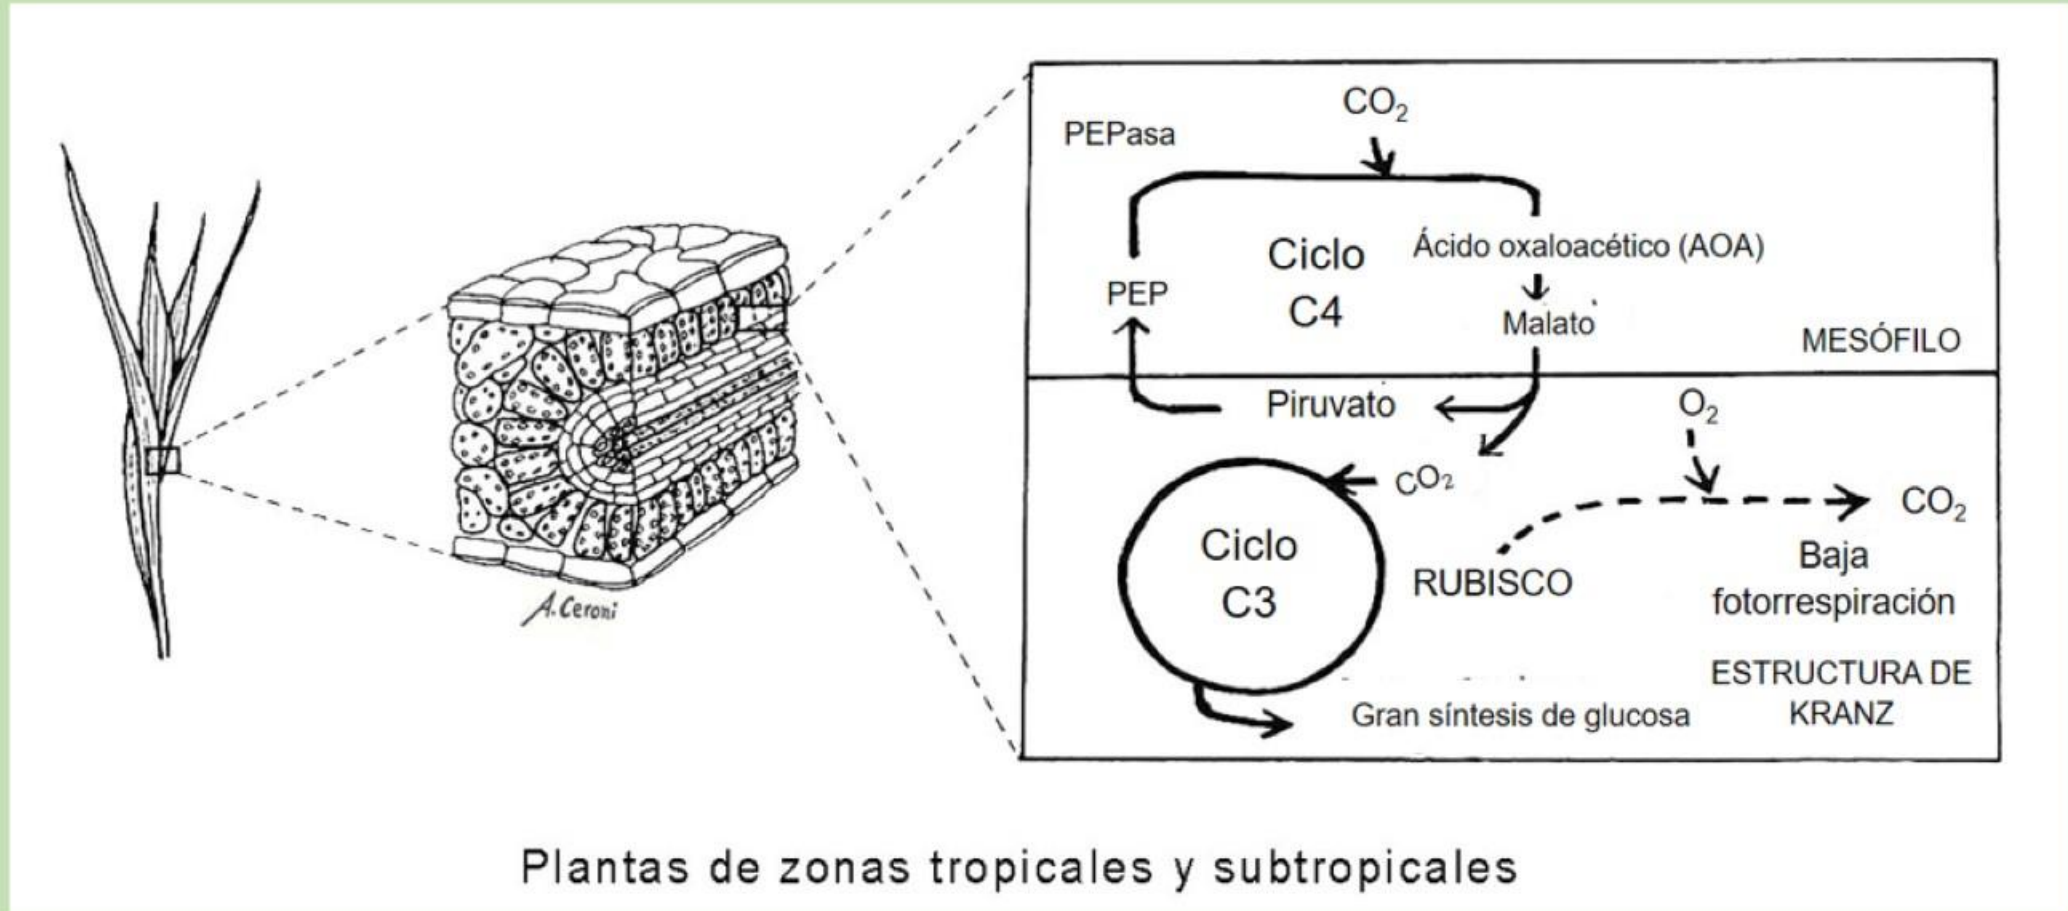 CO₂
PEPasa
Ciclo
C4
Ácido oxaloacético (AOA)
PEP
Malato
MESÓFILO
Piruvato
O₂
CO₂
CO₂
Ciclo
C3
RUBISCO
Baja
fotorrespiración
ESTRUCTURA DE
KRANZ
Gran síntesis de glucosa
A. Ceroni
Plantas de zonas tropicales y subtropicales